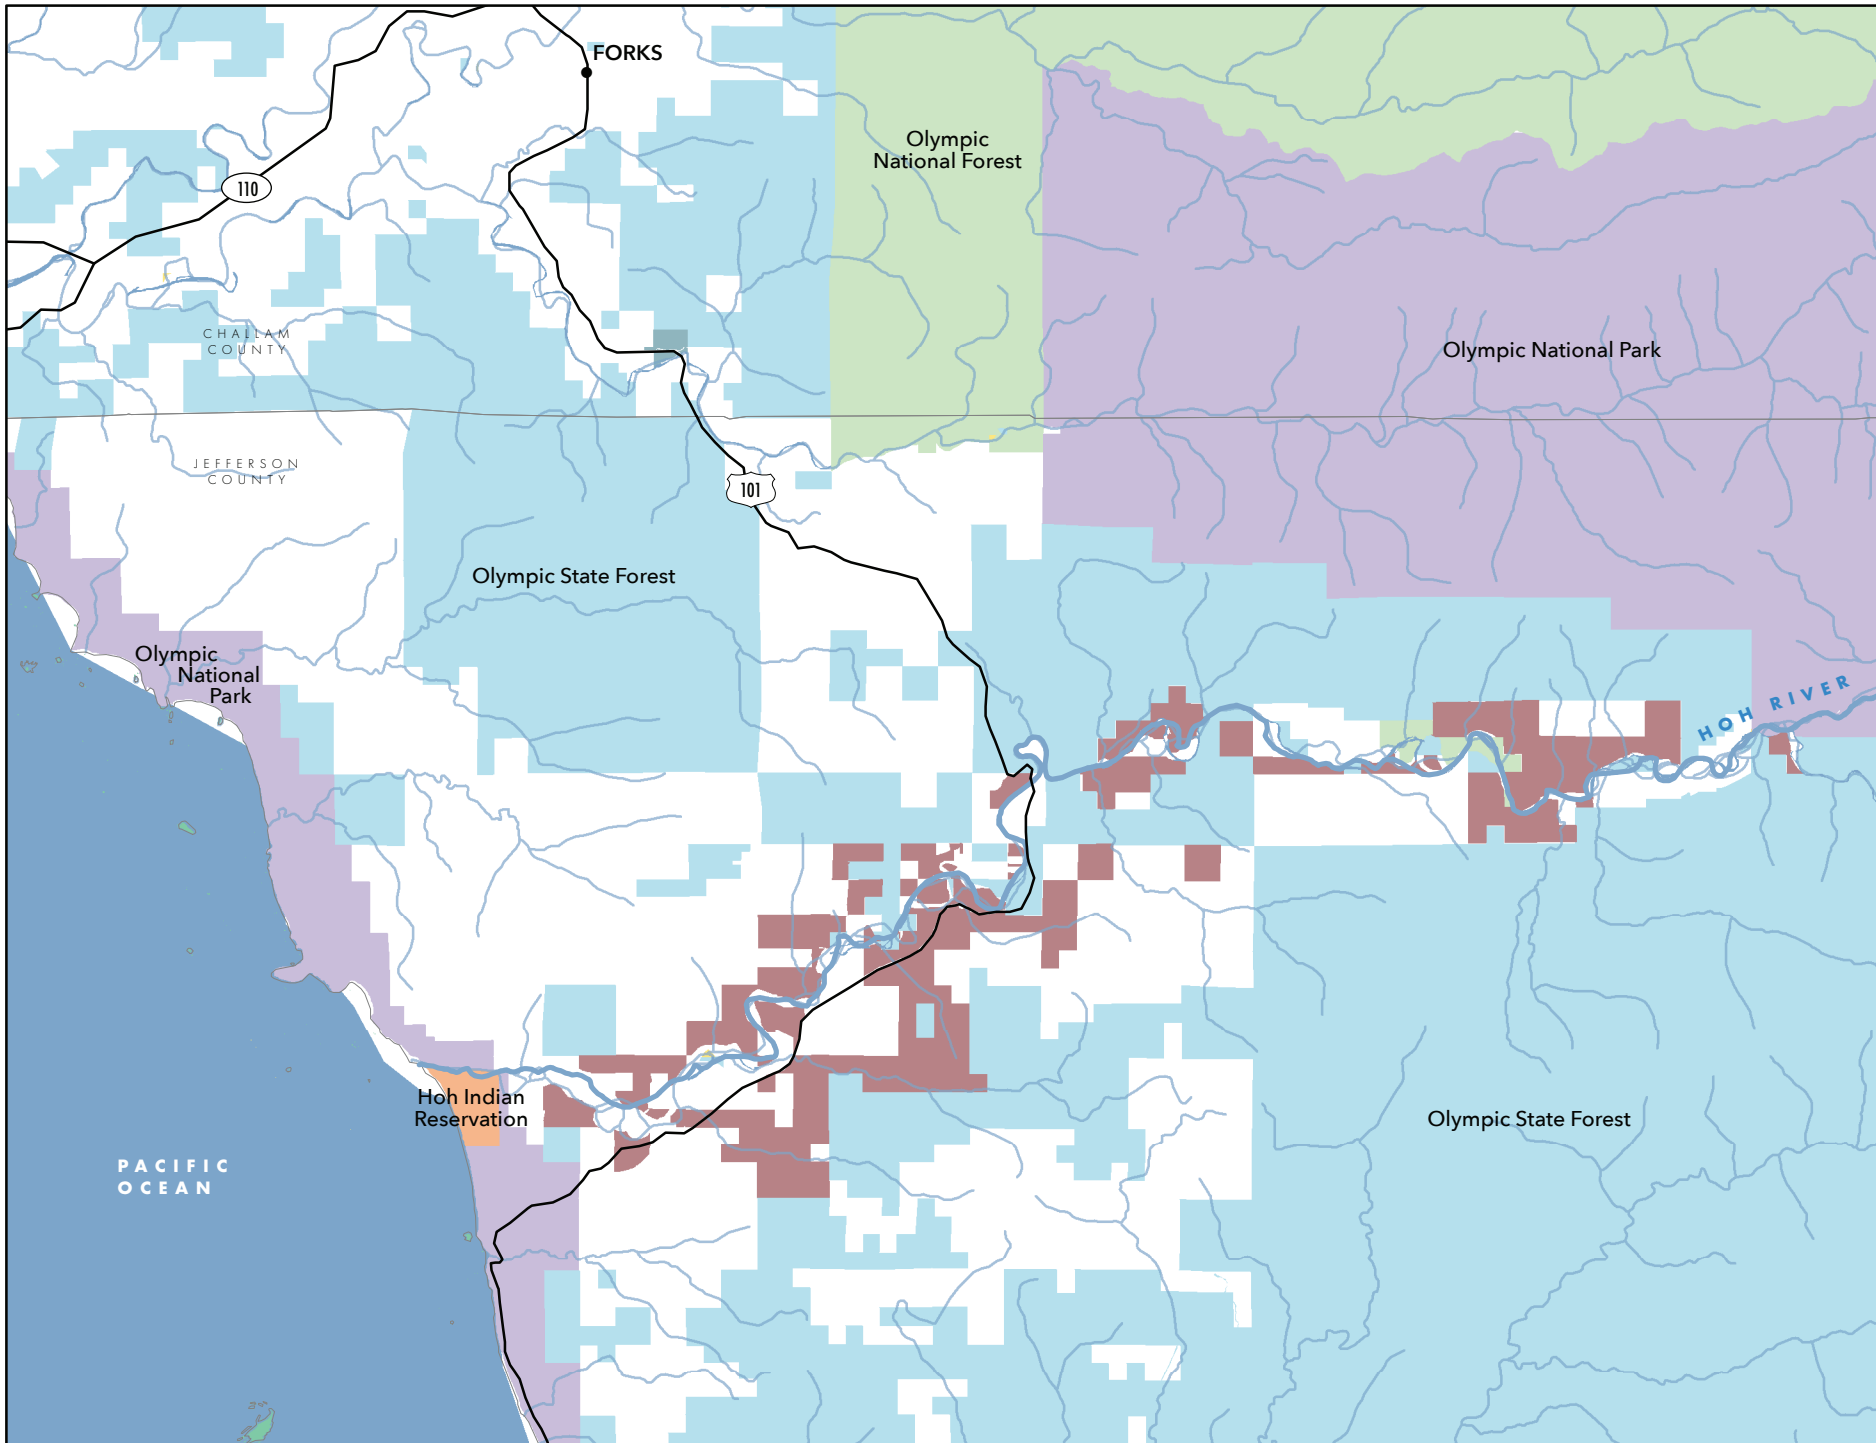 FORKS
Olympic
National Forest
110
CHALLAM
COUNTY
Olympic National Park
JEFFERSON
COUNTY
101
Olympic State Forest
Olympic
National
Park
HOH RIVER
Hoh Indian
Reservation
Olympic State Forest
PACIFIC
OCEAN